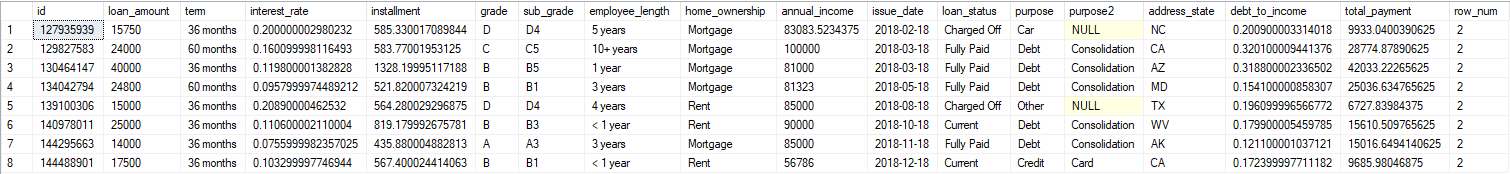 id loan_amount term interest_rate installment grade sub_grade employee_length home_ownership annual_income issue_date loan_status purpose purpose2 address_state debt_to_income total_payment row_num
1 127935939 15750 36 months 0.200000002980232 585.330017089844 D D4 5 years Mortgage 83083.5234375 2018-02-18 Charged Off Car NULL NC 0.200900003314018 9933.0400390625 2
2 129827583 24000 60 months 0.160099998116493 583.77001953125 C C5 10+ years Mortgage 100000 2018-03-18 Fully Paid Debt Consolidation CA 0.320100009441376 28774.87890625 2
3 130464147 40000 36 months 0.119800001382828 1328.19995117188 B B5 1 year Mortgage 81000 2018-03-18 Fully Paid Debt Consolidation AZ 0.318800002336502 42033.22265625 2
4 134042794 24800 60 months 0.0957999974489212 521.820007324219 B B1 3 years Mortgage 81323 2018-05-18 Fully Paid Debt Consolidation MD 0.154100000858307 25036.634765625 2
5 139100306 15000 36 months 0.20890000462532 564.280029296875 D D4 4 years Rent 85000 2018-08-18 Charged Off Other NULL TX 0.196099996566772 6727.83984375 2
6 140978011 25000 36 months 0.110600002110004 819.179992675781 B B3 < 1 year Rent 90000 2018-10-18 Current Debt Consolidation WV 0.179900005459785 15610.509765625 2
7 144295663 14000 36 months 0.0755999982357025 435.880004882813 A A3 3 years Mortgage 85000 2018-11-18 Fully Paid Debt Consolidation AK 0.121100001037121 15016.6494140625 2
8 144488901 17500 36 months 0.103299997746944 567.400024414063 B B1 < 1 year Rent 56786 2018-12-18 Current Credit Card CA 0.172399997711182 9685.98046875 2